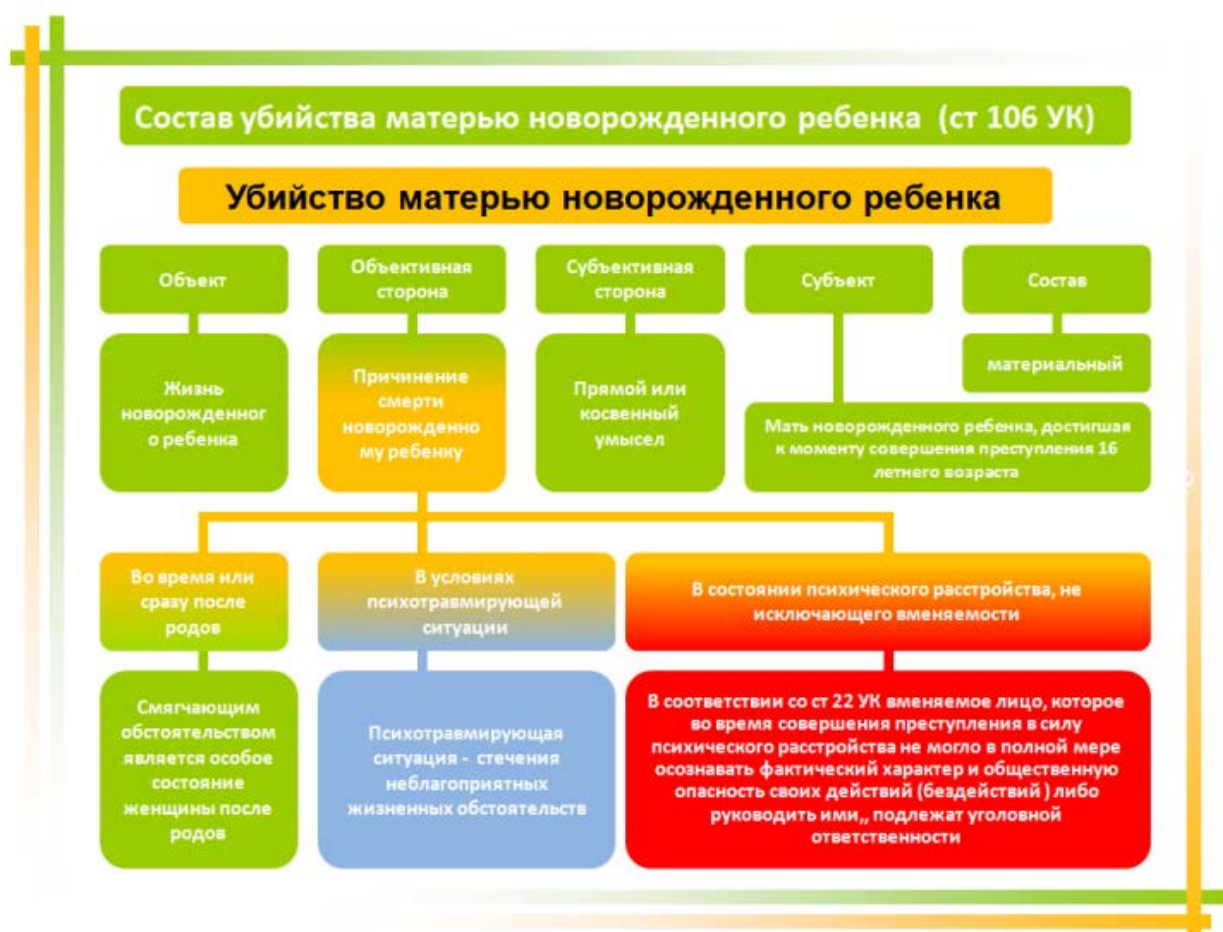 Состав убийства матерью новорожденного ребенка (ст 106 УК)
Убийство матерью новорожденного ребенка
Объект
Объективная
сторона
Субъективная
сторона
Субъект
Состав
Жизнь
новорожденног
о ребенка
Причинение
смерти
новорожденно
му ребенку
Прямой или
косвенный
умысел
материальный
Мать новорожденного ребенка, достигшая
к моменту совершения преступления 16
летнего возраста
Во время или
сразу после
родов
В условиях
психотравмирующей
ситуации
В состоянии психического расстройства, не
исключающего вменяемости
Смягчающим
обстоятельством
является особое
состояние
женщины после
родов
Психотравмирующая
ситуация - стечения
неблагоприятных
жизненных обстоятельств
В соответствии со ст 22 УК вменяемое лицо, которое
во время совершения преступления в силу
психического расстройства не могло в полной мере
осознавать фактический характер и общественную
опасность своих действий (бездействий ) либо
руководить ими,, подлежат уголовной
ответственности